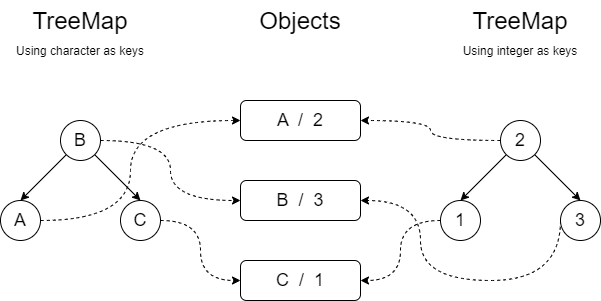 TreeMap
Using character as keys
Objects
TreeMap
Using integer as keys
A / 2
B
2
B / 3
A
C
1
3
C / 1